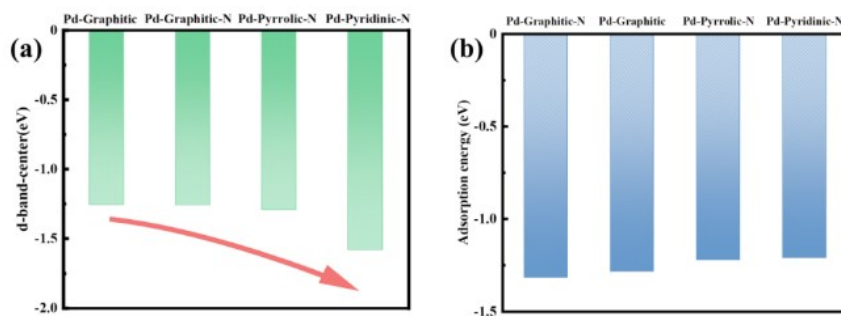 (a)
Pd-Graphitic Pd-Graphitic-N Pd-Pyrrolic-N Pd-Pyridinic-N
d-band-center(eV)
0
-0.5
-1.0
-1.5
-2.0
(b)
Pd-Graphitic-N Pd-Graphitic Pd-Pyrrolic-N Pd-Pyridinic-N
Adsorption energy (eV)
0
-0.5
-1.0
-1.5